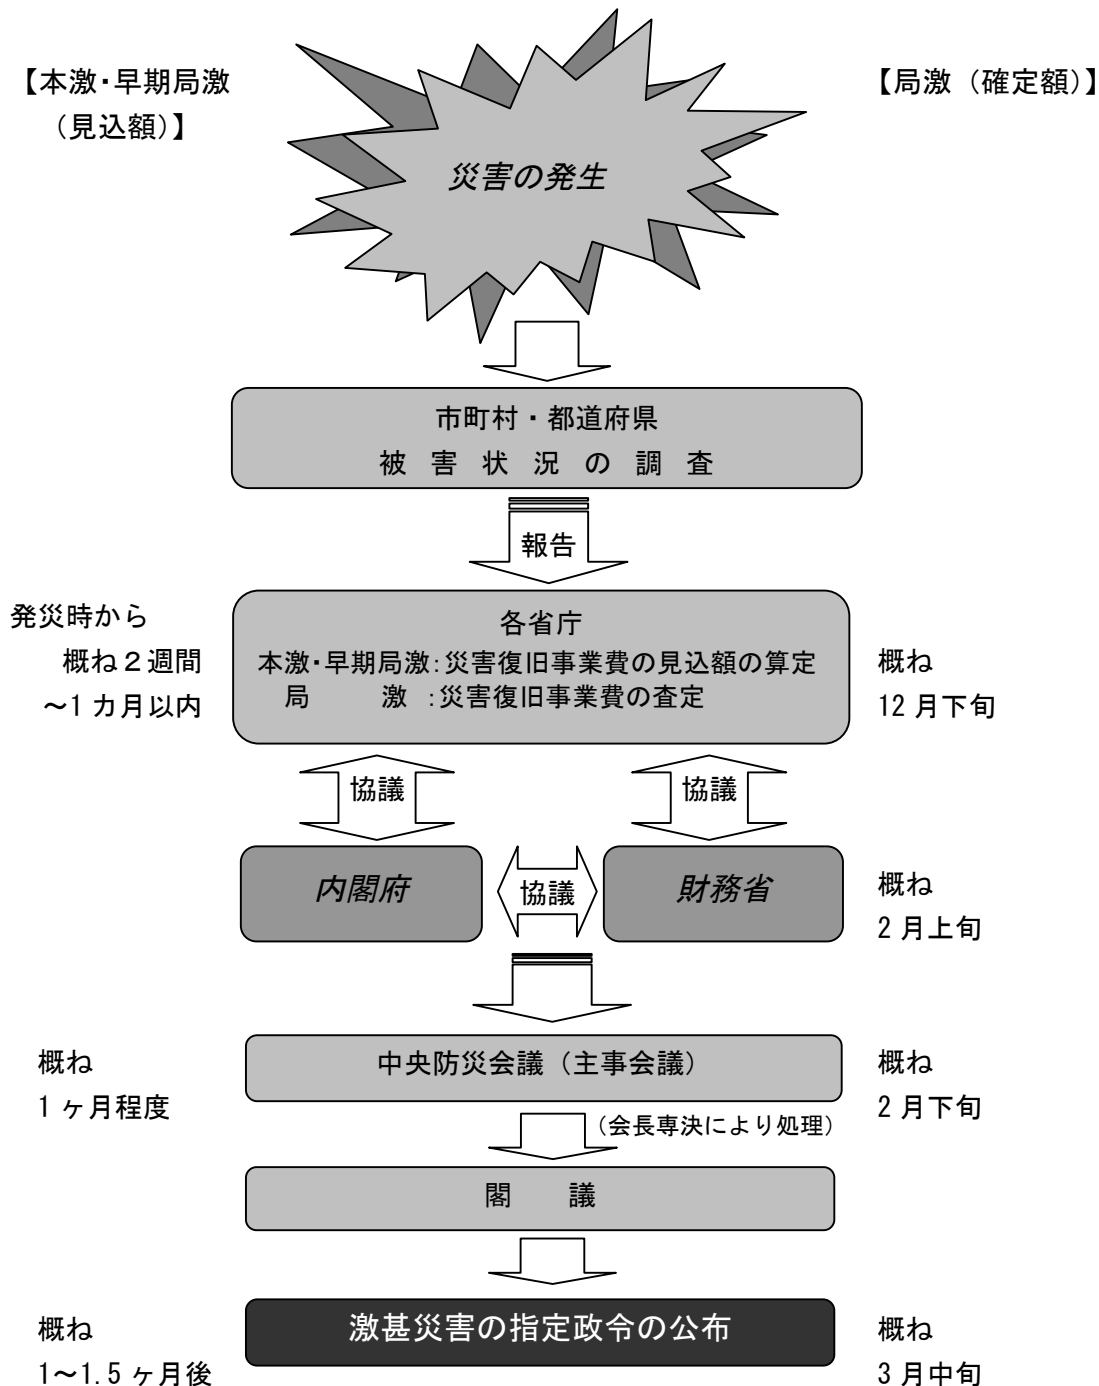 【本激・早期局激
（見込額）】
【局激（確定額）】
災害の発生
市町村・都道府県
被害状況の調査
報告
発災時から
概ね２週間
～1カ月以内
各省庁
本激・早期局激：災害復旧事業費の見込額の算定
局　　激　：災害復旧事業費の査定
概ね
12月下旬
協議
協議
内閣府
協議
財務省
概ね
2月上旬
概ね
1ヶ月程度
中央防災会議（主事会議）
概ね
2月下旬
（会長専決により処理）
閣　　議
概ね
1～1.5ヶ月後
激甚災害の指定政令の公布
概ね
3月中旬